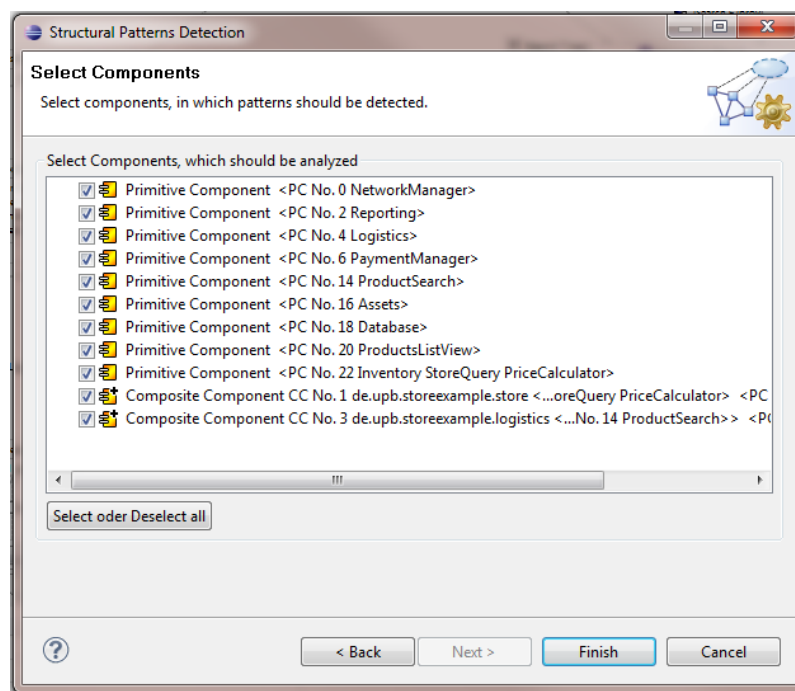 Structural Patterns Detection
Select Components
Select components, in which patterns should be detected.
Select Components, which should be analyzed
Primitive Component <PC No. 0 NetworkManager>
Primitive Component <PC No. 2 Reporting>
Primitive Component <PC No. 4 Logistics>
Primitive Component <PC No. 6 PaymentManager>
Primitive Component <PC No. 14 ProductSearch>
Primitive Component <PC No. 16 Assets>
Primitive Component <PC No. 18 Database>
Primitive Component <PC No. 20 ProductsListView>
Primitive Component <PC No. 22 Inventory StoreQuery PriceCalculator>
Composite Component CC No. 1 de.upb.storeexample.store <...oreQuery PriceCalculator> <PC
Composite Component CC No. 3 de.upb.storeexample.logistics <...No. 14 ProductSearch>> <P
Select oder Deselect all
< Back
Next >
Finish
Cancel